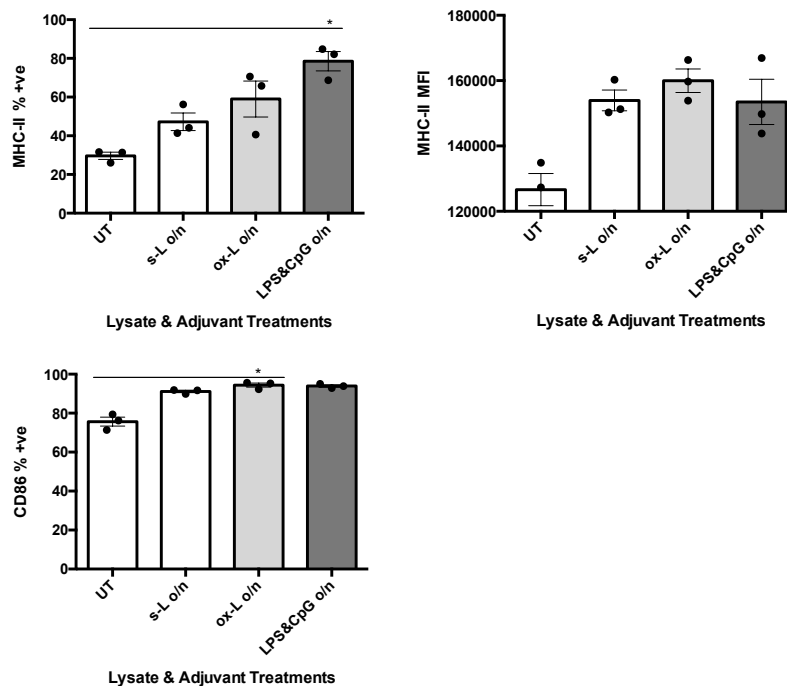 *
100
80
60
40
20
0
MHC-II % +ve
UT
s-L o/n
ox-L o/n
LPS&CpG o/n
Lysate & Adjuvant Treatments
180000
160000
140000
120000
MHC-II MFI
UT
s-L o/n
ox-L o/n
LPS&CpG o/n
Lysate & Adjuvant Treatments
*
100
80
60
40
20
0
CD86 % +ve
UT
s-L o/n
ox-L o/n
LPS&CpG o/n
Lysate & Adjuvant Treatments